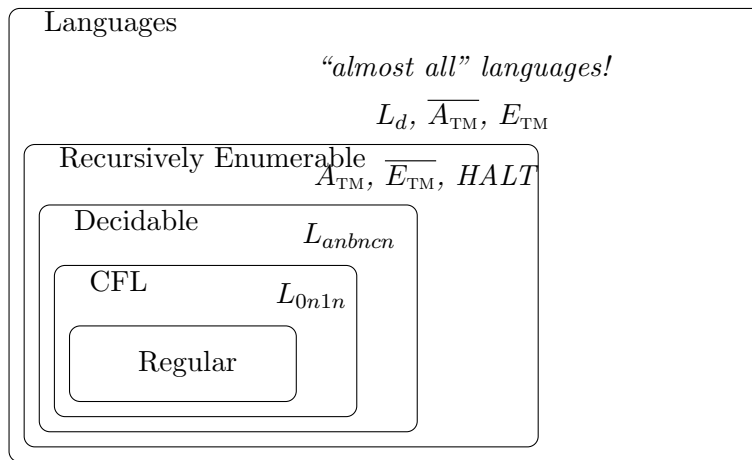 Languages
“almost all” languages!
L_d, \overline{A_{TM}}, E_{TM}
Recursively Enumerable
A_{TM}, \overline{E_{TM}}, HALT
Decidable
L_{anbncn}
CFL
L_{0n1n}
Regular